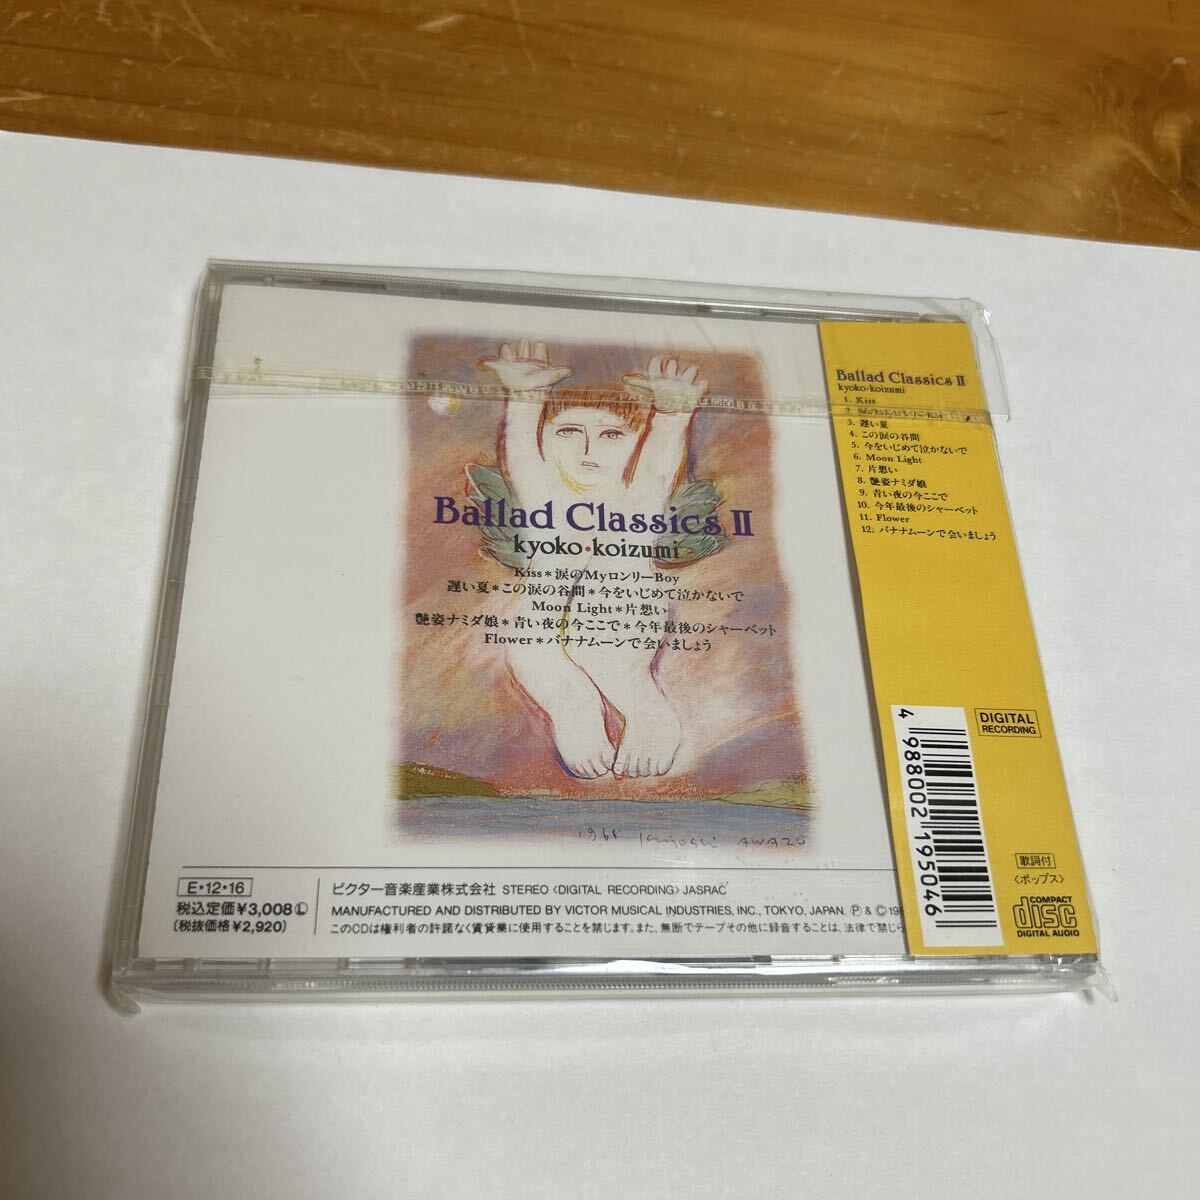 Ballad Classics II
kyoko・koizumi
Kiss＊涙のMyロンリーBoy
遅い夏＊この涙の谷間＊今をいじめて泣かないで
Moon Light＊片想い
艶姿ナミダ娘＊青い夜の今ここで＊今年最後のシャーベット
Flower＊バナナムーンで会いましょう
1968 Kiyoshi AWAZU
E・12・16
税込定価¥3,008Ⓛ
(税抜価格¥2,920)
ビクター音楽産業株式会社 STEREO〈DIGITAL RECORDING〉JASRAC
MANUFACTURED AND DISTRIBUTED BY VICTOR MUSICAL INDUSTRIES, INC., TOKYO, JAPAN. Ⓟ & Ⓒ 19
このCDは権利者の許諾なく賃貸業に使用することを禁じます。また、無断でテープその他に録音することは、法律で禁じら
Ballad Classics II
kyoko・koizumi
1. Kiss
2.
3. 遅い夏
4. この涙の谷間
5. 今をいじめて泣かないで
6. Moon Light
7. 片想い
8. 艶姿ナミダ娘
9. 青い夜の今ここで
10. 今年最後のシャーベット
11. Flower
12. バナナムーンで会いましょう
DIGITAL
RECORDING
4 988002 195046
歌詞付
〈ポップス〉
COMPACT
disc
DIGITAL AUDIO